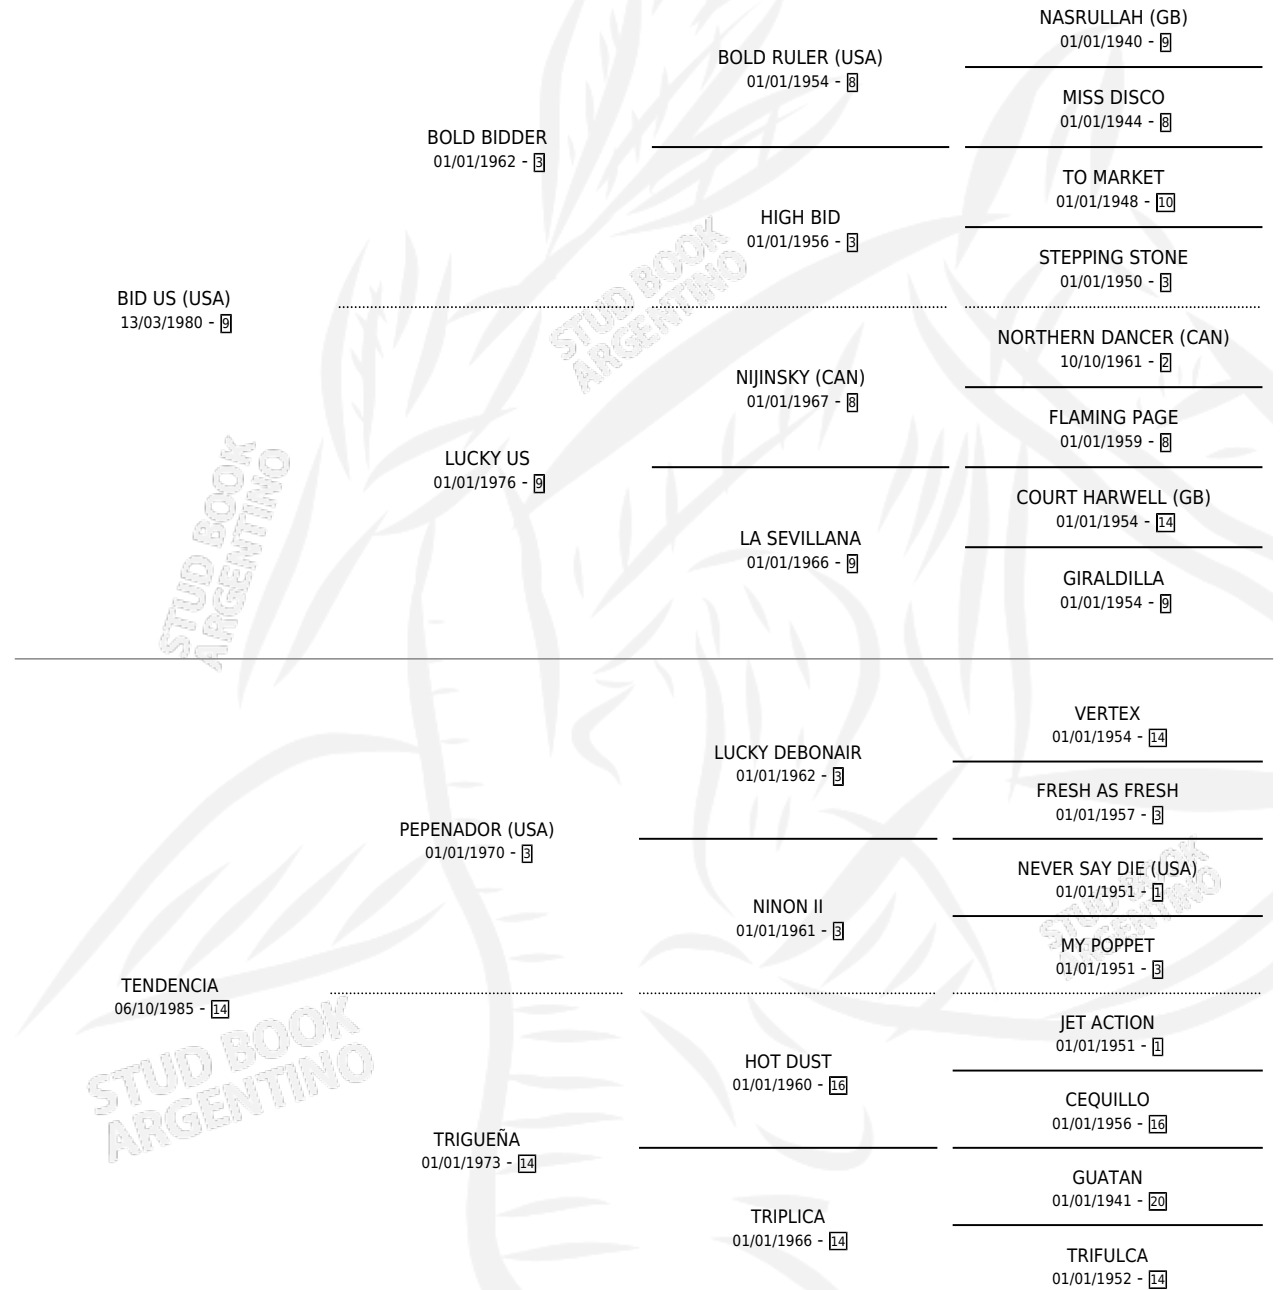 NASRULLAH (GB)
01/01/1940 - 9
BOLD RULER (USA)
01/01/1954 - 8
MISS DISCO
01/01/1944 - 8
BOLD BIDDER
01/01/1962 - 3
TO MARKET
01/01/1948 - 10
HIGH BID
01/01/1956 - 3
STEPPING STONE
01/01/1950 - 3
BID US (USA)
13/03/1980 - 9
NORTHERN DANCER (CAN)
10/10/1961 - 2
NIJINSKY (CAN)
01/01/1967 - 8
FLAMING PAGE
01/01/1959 - 8
LUCKY US
01/01/1976 - 9
COURT HARWELL (GB)
01/01/1954 - 14
LA SEVILLANA
01/01/1966 - 9
GIRALDILLA
01/01/1954 - 9
VERTEX
01/01/1954 - 14
LUCKY DEBONAIR
01/01/1962 - 3
FRESH AS FRESH
01/01/1957 - 3
PEPENADOR (USA)
01/01/1970 - 3
NEVER SAY DIE (USA)
01/01/1951 - 1
NINON II
01/01/1961 - 3
MY POPPET
01/01/1951 - 3
TENDENCIA
06/10/1985 - 14
JET ACTION
01/01/1951 - 1
HOT DUST
01/01/1960 - 16
CEQUILLO
01/01/1956 - 16
TRIGUEÑA
01/01/1973 - 14
GUATAN
01/01/1941 - 20
TRIPLICA
01/01/1966 - 14
TRIFULCA
01/01/1952 - 14
STUD BOOK
ARGENTINO
STUD BOOK
ARGENTINO
STUD BOOK
ARGENTINO
STUD BOOK
ARGENTINO